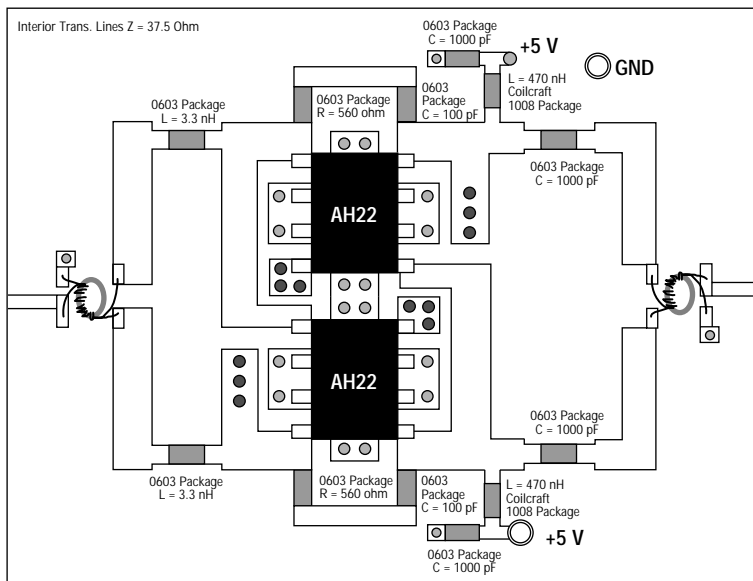 Interior Trans. Lines Z = 37.5 Ohm
0603 Package
C = 1000 pF
+5 V
GND
0603 Package
L = 3.3 nH
0603 Package
R = 560 ohm
0603
Package
C = 100 pF
L = 470 nH
Coilcraft
1008 Package
0603 Package
C = 1000 pF
AH22
AH22
0603 Package
C = 1000 pF
0603 Package
L = 3.3 nH
0603 Package
R = 560 ohm
0603
Package
C = 100 pF
L = 470 nH
Coilcraft
1008 Package
+5 V
0603 Package
C = 1000 pF